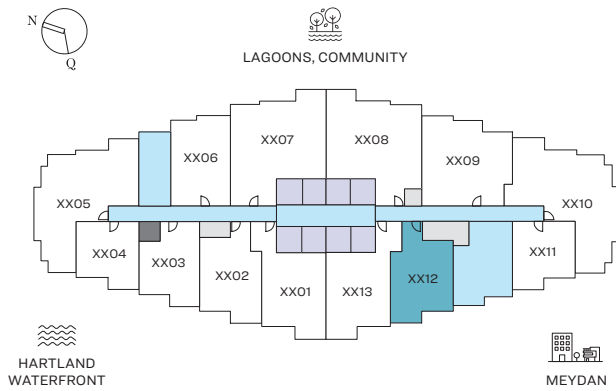 N
Q
LAGOONS, COMMUNITY
XX07
XX08
XX06
XX09
XX05
XX10
XX04
XX03
XX02
XX01
XX13
XX12
XX11
HARTLAND
WATERFRONT
MEYDAN